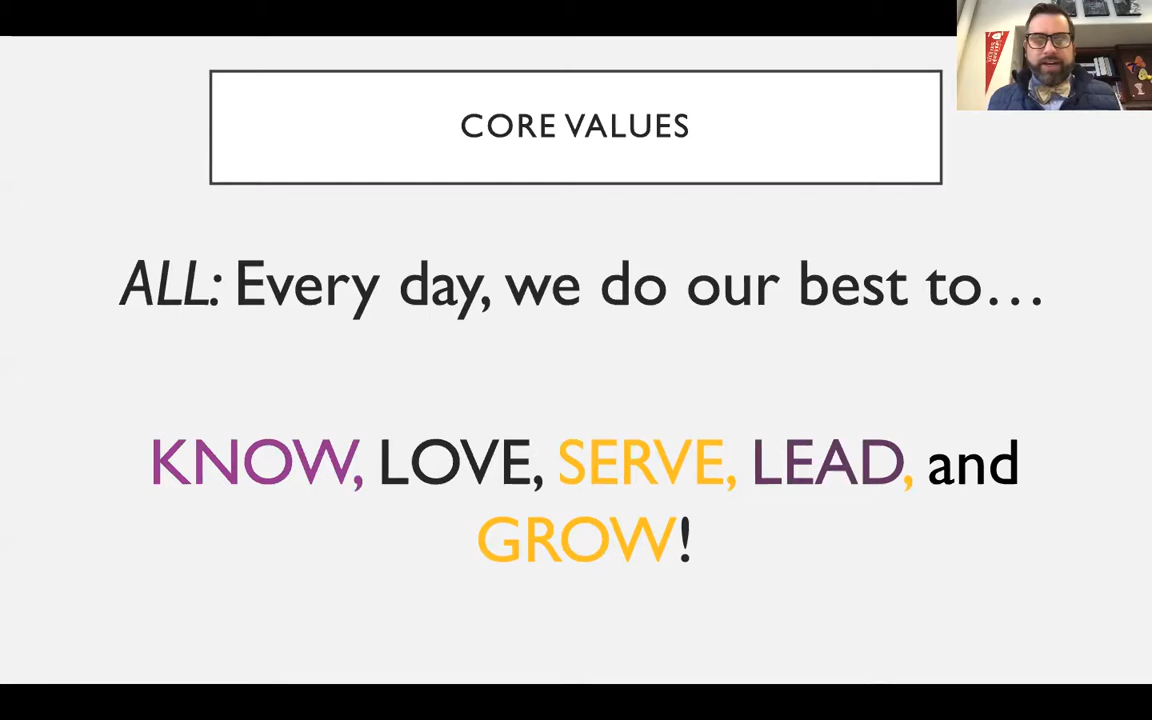 CORE VALUES
ALL: Every day, we do our best to…
KNOW, LOVE, SERVE, LEAD, and
GROW!